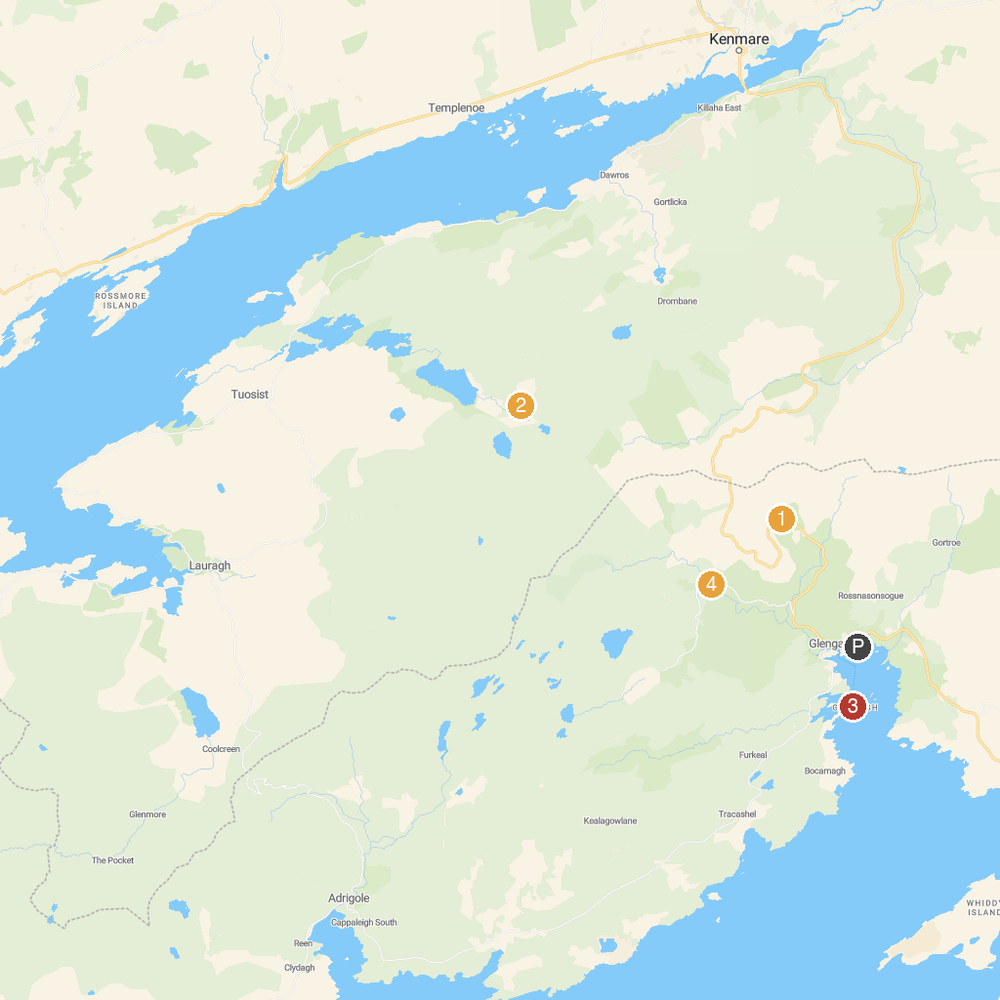 Kenmare
Templenoe
Killaha East
Dawros
Gortlicka
ROSSMORE
ISLAND
Drombane
Tuosist
2
1
Gortroe
Lauragh
4
Rossnasonsogue
Glenga
P
3
G
SH
Coolcreen
Furkeal
Bocarnagh
Glenmore
Tracashel
Kealagowlane
The Pocket
Adrigole
Cappaleigh South
WHIDDY
ISLAND
Reen
Clydagh